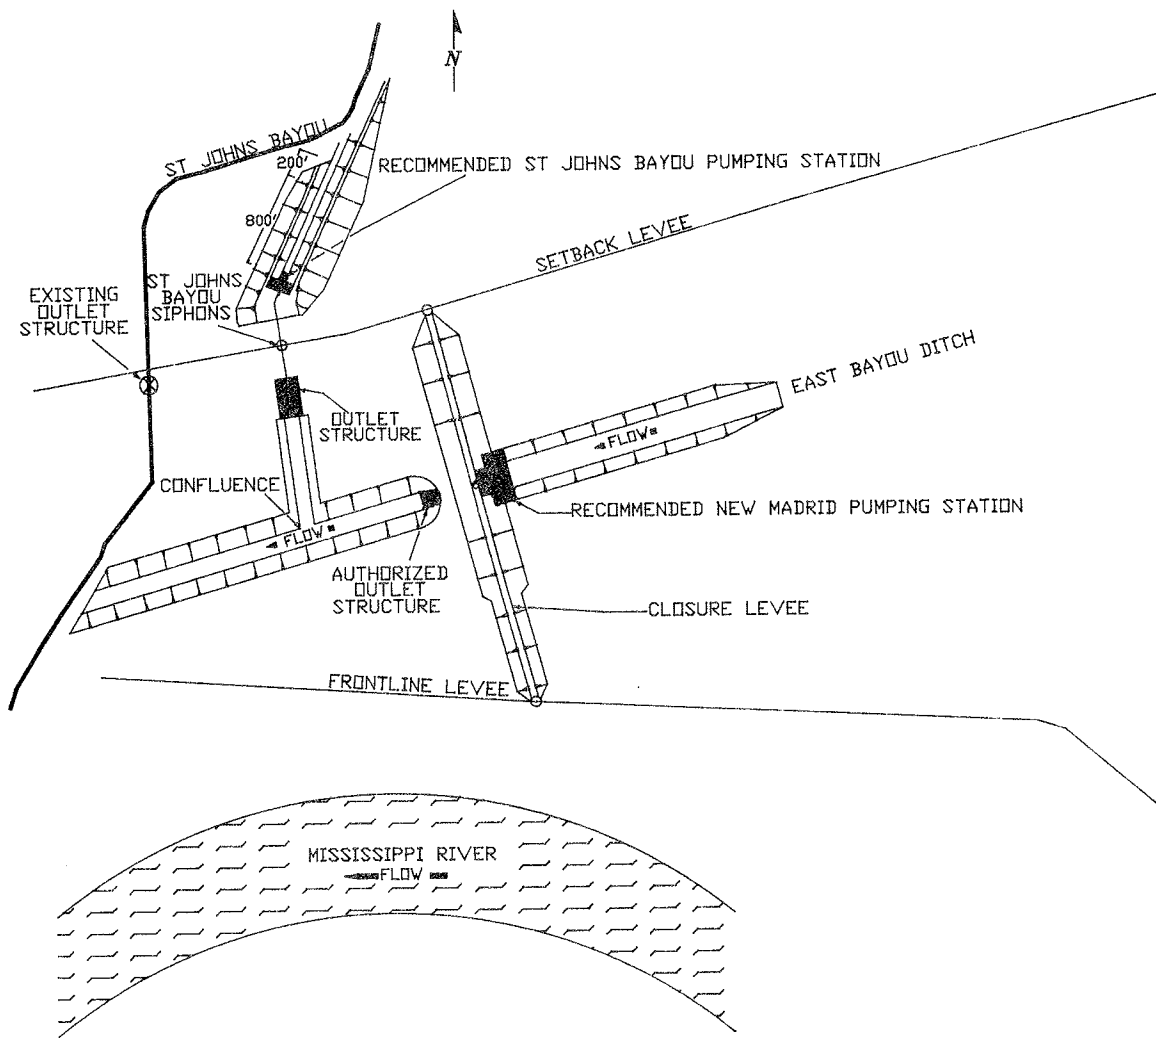 N
ST JOHNS BAYOU
200'
RECOMMENDED ST JOHNS BAYOU PUMPING STATION
800'
SETBACK LEVEE
ST JOHNS
BAYOU
SIPHONS
EXISTING
OUTLET
STRUCTURE
EAST BAYOU DITCH
OUTLET
STRUCTURE
FLOW
CONFLUENCE
RECOMMENDED NEW MADRID PUMPING STATION
FLOW
AUTHORIZED
OUTLET
STRUCTURE
CLOSURE LEVEE
FRONTLINE LEVEE
MISSISSIPPI RIVER
FLOW